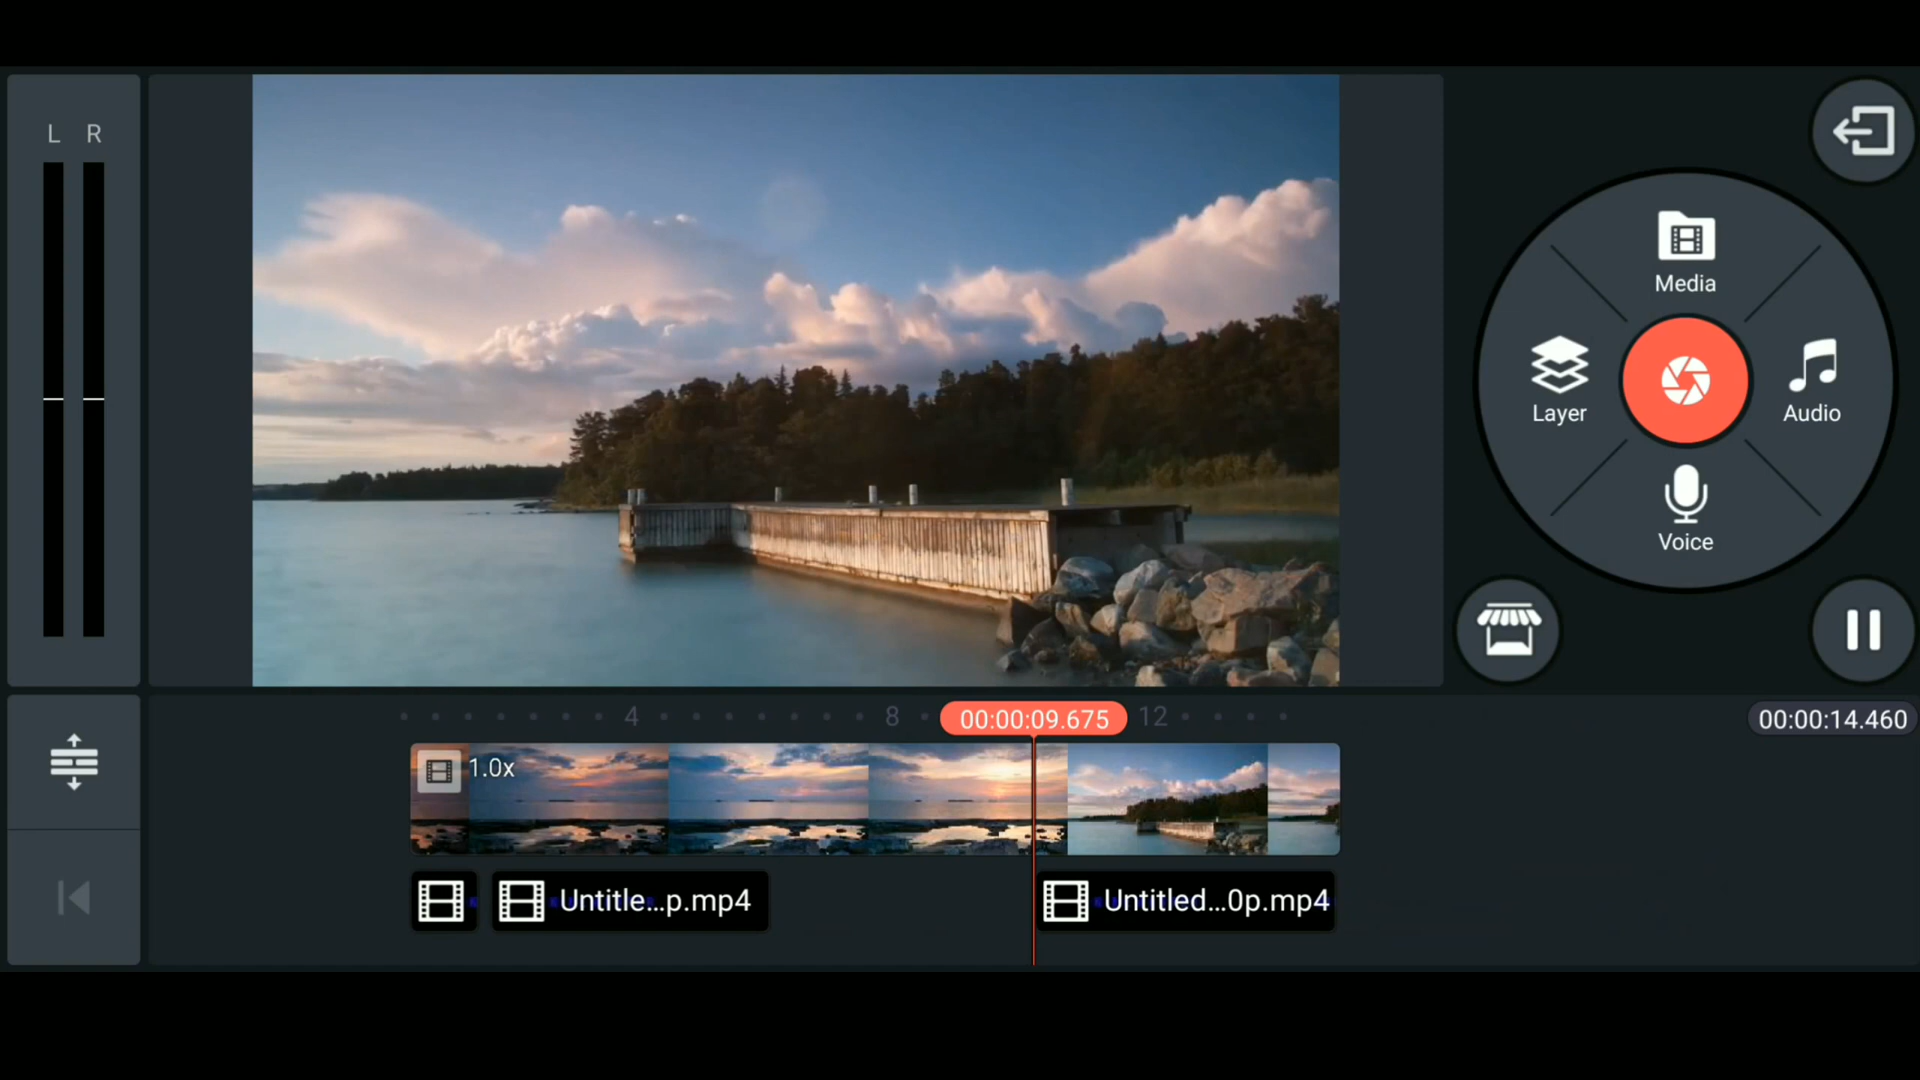 L R
Media
Layer
Audio
Voice
4 8 00:00:09.675 12 00:00:14.460
1.0x
Untitle...p.mp4 Untitled...0p.mp4